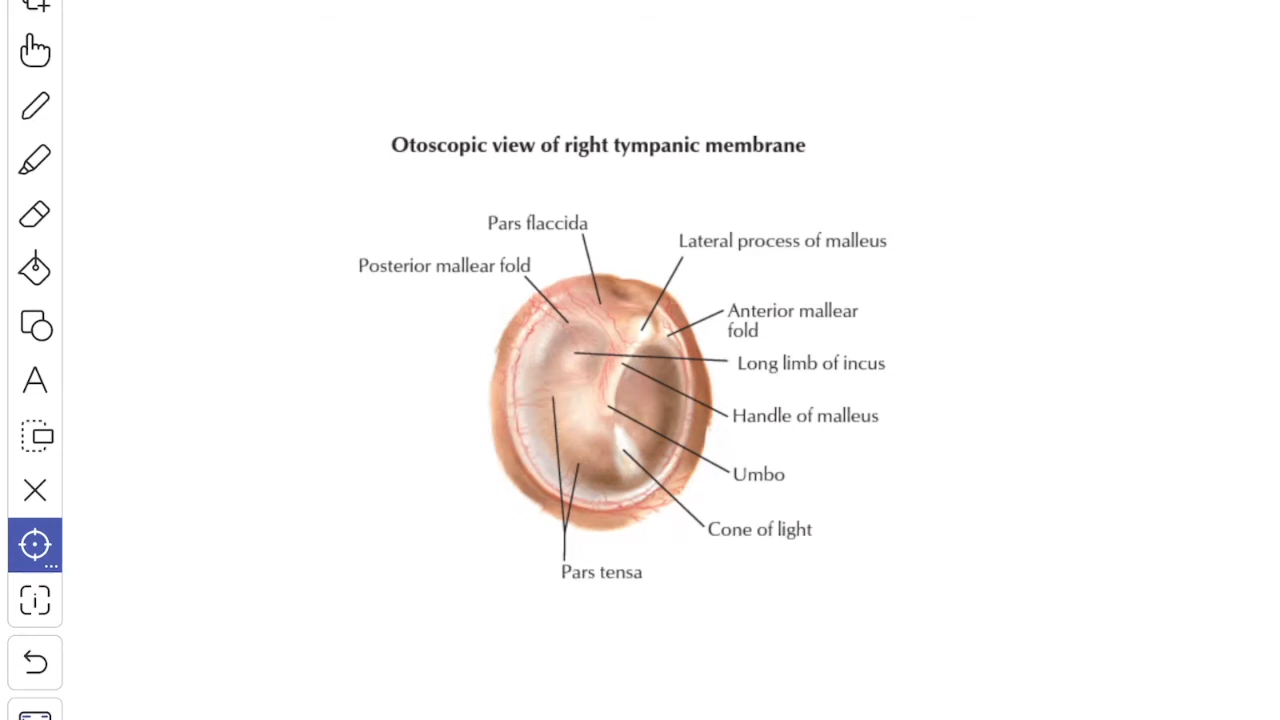 Otoscopic view of right tympanic membrane
Pars flaccida
Lateral process of malleus
Posterior mallear fold
Anterior mallear
fold
Long limb of incus
Handle of malleus
Umbo
Cone of light
Pars tensa